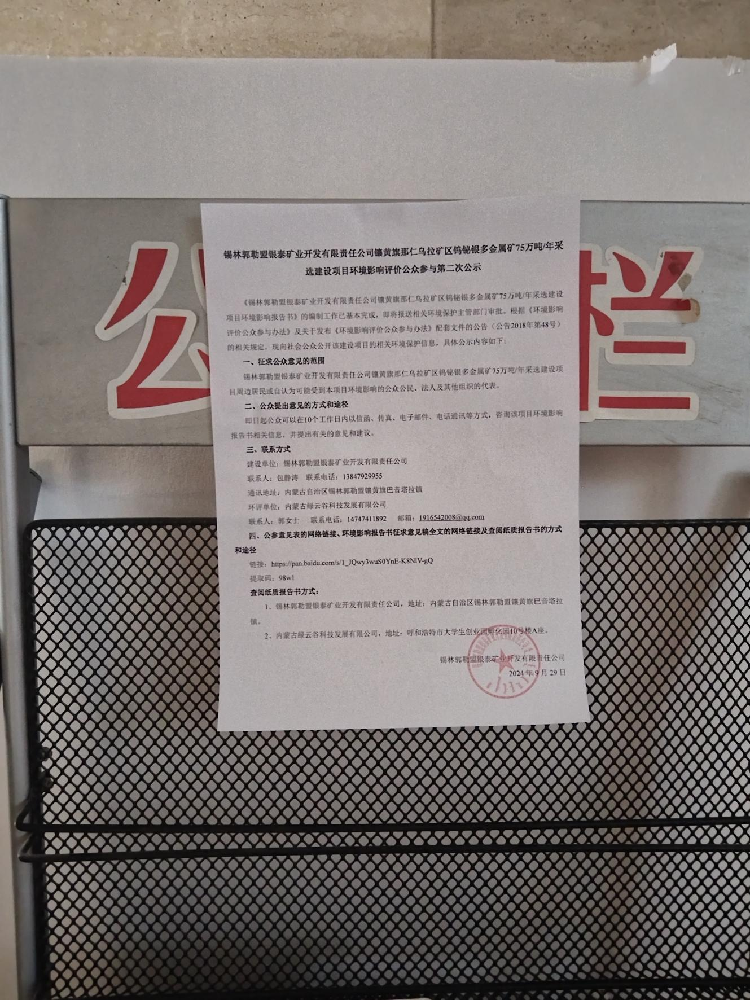 公 栏
锡林郭勒盟银泰矿业开发有限责任公司镶黄旗那仁乌拉矿区钨铋银多金属矿75万吨/年采
选建设项目环境影响评价公众参与第二次公示
《锡林郭勒盟银泰矿业开发有限责任公司镶黄旗那仁乌拉矿区钨铋银多金属矿75万吨/年采选建设
项目环境影响报告书》的编制工作已基本完成，即将报送相关环境保护主管部门审批。根据《环境影响
评价公众参与办法》及关于发布《环境影响评价公众参与办法》配套文件的公告（公告2018年第48号）
的相关规定，现向社会公众公开该建设项目的相关环境保护信息，具体公示内容如下：
一、征求公众意见的范围
锡林郭勒盟银泰矿业开发有限责任公司镶黄旗那仁乌拉矿区钨铋银多金属矿75万吨/年采选建设项
目周边居民或自认为可能受到本项目环境影响的公众公民、法人及其他组织的代表。
二、公众提出意见的方式和途径
即日起公众可以在10个工作日内以信函、传真、电子邮件、电话通讯等方式，咨询该项目环境影响
报告书相关信息，并提出有关的意见和建议。
三、联系方式
建设单位：锡林郭勒盟银泰矿业开发有限责任公司
联系人：包静涛 联系电话：13847929955
通讯地址：内蒙古自治区锡林郭勒盟镶黄旗巴音塔拉镇
环评单位：内蒙古绿云谷科技发展有限公司
联系人：郭女士 联系电话：14747411892 邮箱：1916542008@qq.com
四、公参意见表的网络链接、环境影响报告书征求意见稿全文的网络链接及查阅纸质报告书的方式
和途径
链接：https://pan.baidu.com/s/1_JQwy3wuS0YnE-K8NlV-gQ
提取码：98w1
查阅纸质报告书方式：
1、锡林郭勒盟银泰矿业开发有限责任公司，地址：内蒙古自治区锡林郭勒盟镶黄旗巴音塔拉
镇。
2、内蒙古绿云谷科技发展有限公司，地址：呼和浩特市大学生创业园孵化园10号楼A座。
锡林郭勒盟银泰矿业开发有限责任公司
2024 年 9 月 29 日